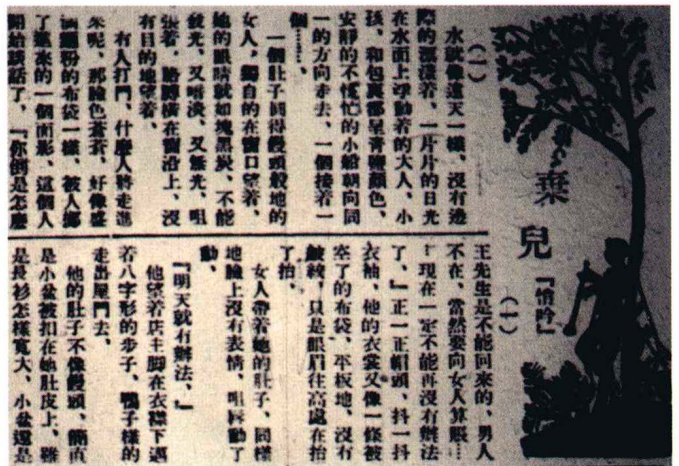 棄兒
「悄吟」
(一)
水就像遠天一樣、沒有邊
際的漂漾着、一片片的日光
在水面上浮動着的大人、小
孩、和包裹都呈青藍顏色、
安靜的不慌忙的小船朝向同
一的方向走去、一個接着一
個……、
一個肚子圓得饅頭般地的
女人、獨自的在窗口望着、
她的眼睛就如塊黑炭、不能
發光、又暗淡、又無光、咀
張着、胳膊橫在窗沿上、沒
有目的地望着、
有人打門、什麼人將走進
來呢、那臉色蒼蒼、好像盛
滿麵粉的布袋一樣、被人挪
了進來的一個面影、這個人
開始談話了、『你倒是怎麼
(一)
王先生是不能回來的、男人
不在、當然要向女人算賬…
！現在一定不能再沒有辦法
了、』正一正帽頭、抖一抖
衣袖、他的衣裳又像一條被
空了的布袋、平板地、沒有
皺紋、只是眼眉往高處在抬
了抬、
女人帶着她的肚子、同樣
地臉上沒有表情、咀唇動了
動、
『明天就有辦法、』
他望着店主脚在衣襟下邁
着八字形的步子、鴨子樣的
走出屋門去、
他的肚子不像饅頭、簡直
是小盆被扣在她肚皮上、雖
是長衫怎樣寬大、小盆還是